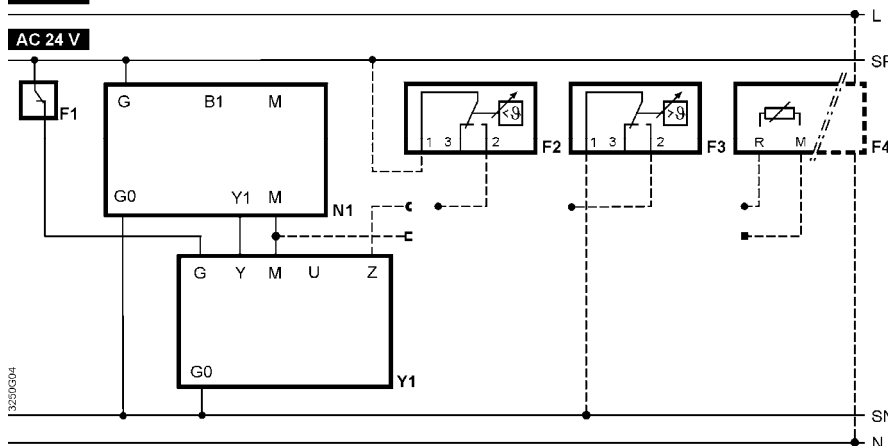 L
AC 24 V
SP
F1
G B1 M
<ϑ
1 3 2
F2
<ϑ
1 3 2
F3
R M
F4
G0 Y1 M
N1
G Y M U Z
G0
Y1
3250G04
SN
N